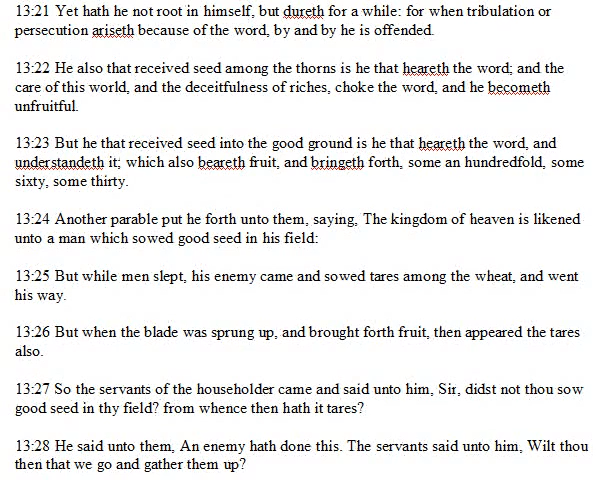 13:21 Yet hath he not root in himself, but dureth for a while: for when tribulation or
persecution ariseth because of the word, by and by he is offended.
13:22 He also that received seed among the thorns is he that heareth the word; and the
care of this world, and the deceitfulness of riches, choke the word, and he becometh
unfruitful.
13:23 But he that received seed into the good ground is he that heareth the word, and
understandeth it; which also beareth fruit, and bringeth forth, some an hundredfold, some
sixty, some thirty.
13:24 Another parable put he forth unto them, saying, The kingdom of heaven is likened
unto a man which sowed good seed in his field:
13:25 But while men slept, his enemy came and sowed tares among the wheat, and went
his way.
13:26 But when the blade was sprung up, and brought forth fruit, then appeared the tares
also.
13:27 So the servants of the householder came and said unto him, Sir, didst not thou sow
good seed in thy field? from whence then hath it tares?
13:28 He said unto them, An enemy hath done this. The servants said unto him, Wilt thou
then that we go and gather them up?